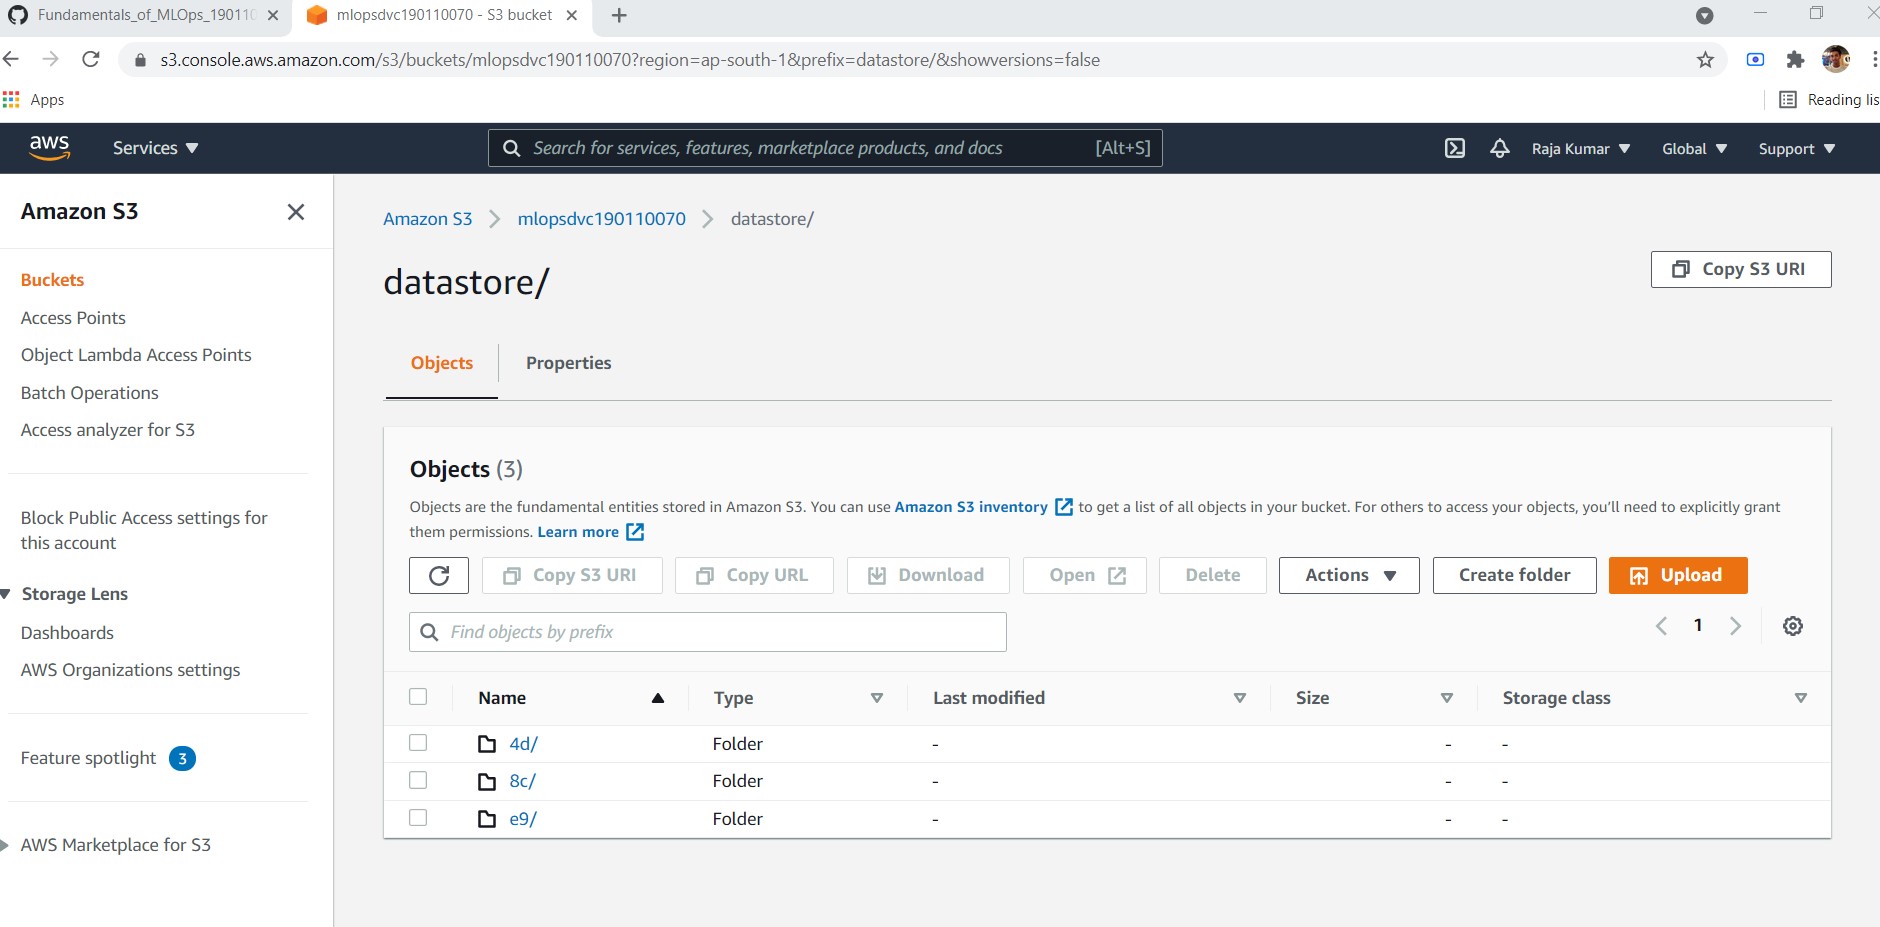 Fundamentals_of_MLOps_19011
mlopsdvc190110070 - S3 bucket
s3.console.aws.amazon.com/s3/buckets/mlopsdvc190110070?region=ap-south-1&prefix=datastore/&showversions=false
Apps
Reading lis
aws
Services
Search for services, features, marketplace products, and docs
[Alt+S]
Raja Kumar
Global
Support
Amazon S3
Buckets
Access Points
Object Lambda Access Points
Batch Operations
Access analyzer for S3
Block Public Access settings for
this account
Storage Lens
Dashboards
AWS Organizations settings
Feature spotlight 3
AWS Marketplace for S3
Amazon S3 mlopsdvc190110070 datastore/
datastore/
Copy S3 URI
Objects Properties
Objects (3)
Objects are the fundamental entities stored in Amazon S3. You can use Amazon S3 inventory to get a list of all objects in your bucket. For others to access your objects, you'll need to explicitly grant
them permissions. Learn more
Copy S3 URI Copy URL Download Open Delete Actions Create folder Upload
Find objects by prefix
1
Name Type Last modified Size Storage class
4d/ Folder - - -
8c/ Folder - - -
e9/ Folder - - -